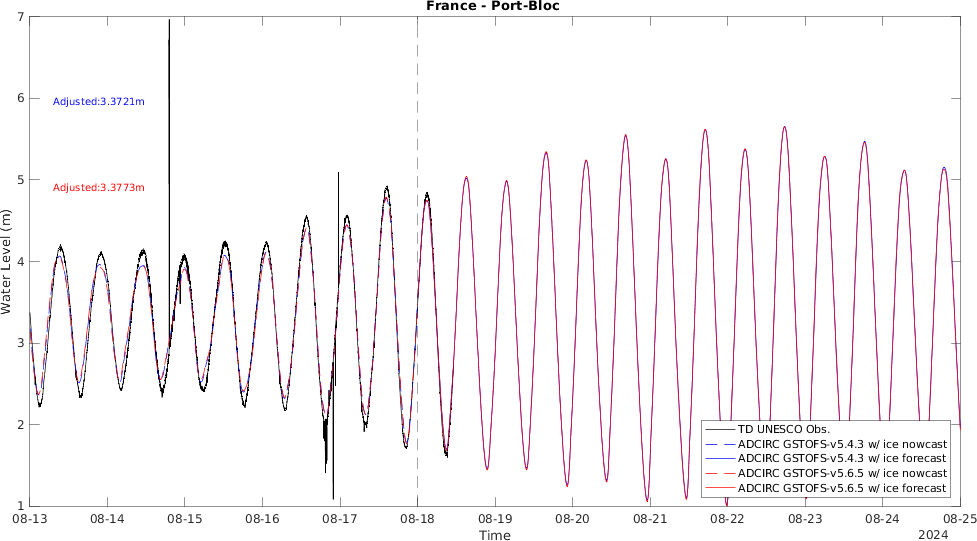 France - Port-Bloc
7
6
5
4
3
2
1
Water Level (m)
Adjusted:3.3721m
Adjusted:3.3773m
TD UNESCO Obs.
ADCIRC GSTOFS-v5.4.3 w/ ice nowcast
ADCIRC GSTOFS-v5.4.3 w/ ice forecast
ADCIRC GSTOFS-v5.6.5 w/ ice nowcast
ADCIRC GSTOFS-v5.6.5 w/ ice forecast
08-13 08-14 08-15 08-16 08-17 08-18 08-19 08-20 08-21 08-22 08-23 08-24 08-25
Time
2024